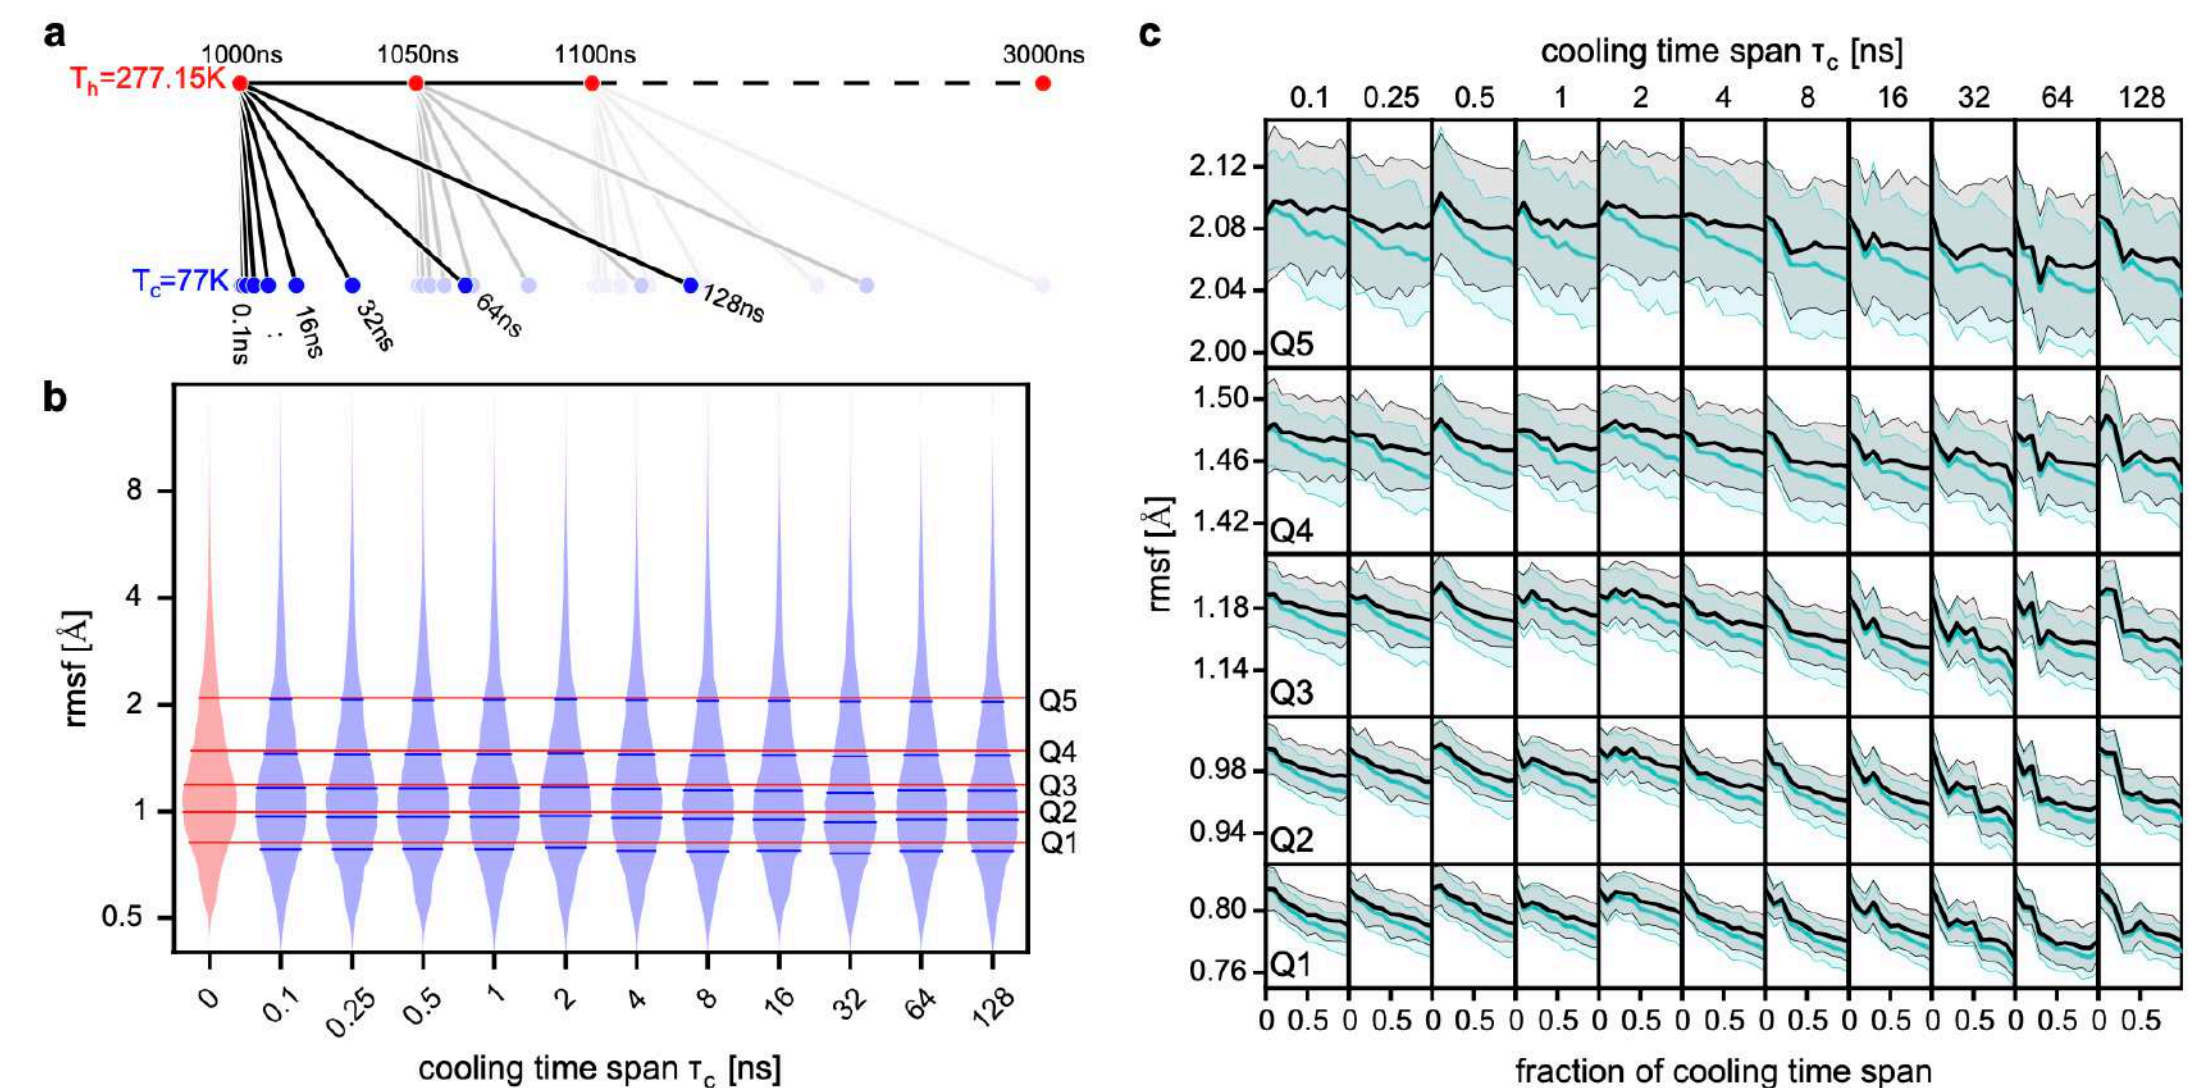 a
1000ns 1050ns 1100ns 3000ns
Th=277.15K
Tc=77K
0.1ns : 16ns 32ns 64ns 128ns
b
rmsf [Å]
8
4
2
1
0.5
Q5
Q4
Q3
Q2
Q1
0 0.1 0.25 0.5 1 2 4 8 16 32 64 128
cooling time span τc [ns]
c
cooling time span τc [ns]
0.1 0.25 0.5 1 2 4 8 16 32 64 128
rmsf [Å]
2.12
2.08
2.04
2.00
Q5
1.50
1.46
1.42
Q4
1.18
1.14
Q3
0.98
0.94
Q2
0.80
0.76
Q1
0 0.5 0 0.5 0 0.5 0 0.5 0 0.5 0 0.5 0 0.5 0 0.5 0 0.5 0 0.5 0 0.5
fraction of cooling time span